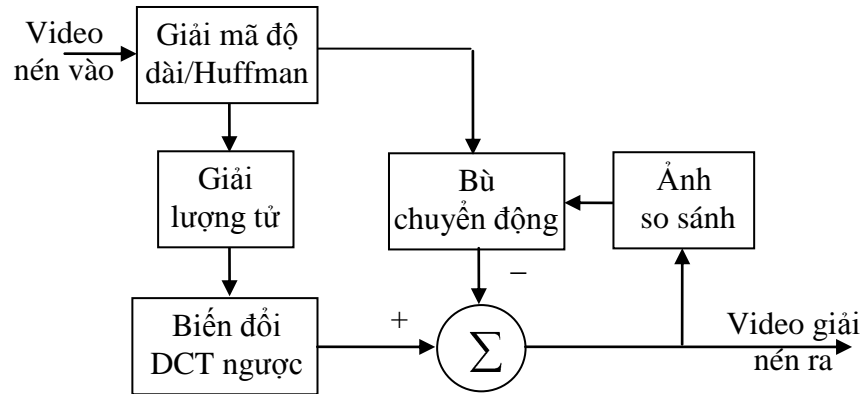 Video
nén vào
Giải mã độ
dài/Huffman
Giải
lượng tử
Bù
chuyển động
Ảnh
so sánh
−
Biến đổi
DCT ngược
+
Σ
Video giải
nén ra